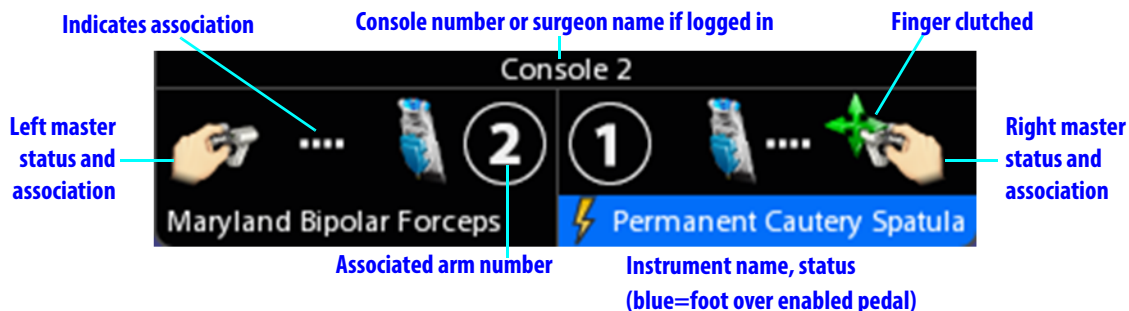 Indicates association
Console number or surgeon name if logged in
Finger clutched
Console 2
Left master
status and
association
2
1
Right master
status and
association
Maryland Bipolar Forceps
Permanent Cautery Spatula
Associated arm number
Instrument name, status
(blue=foot over enabled pedal)